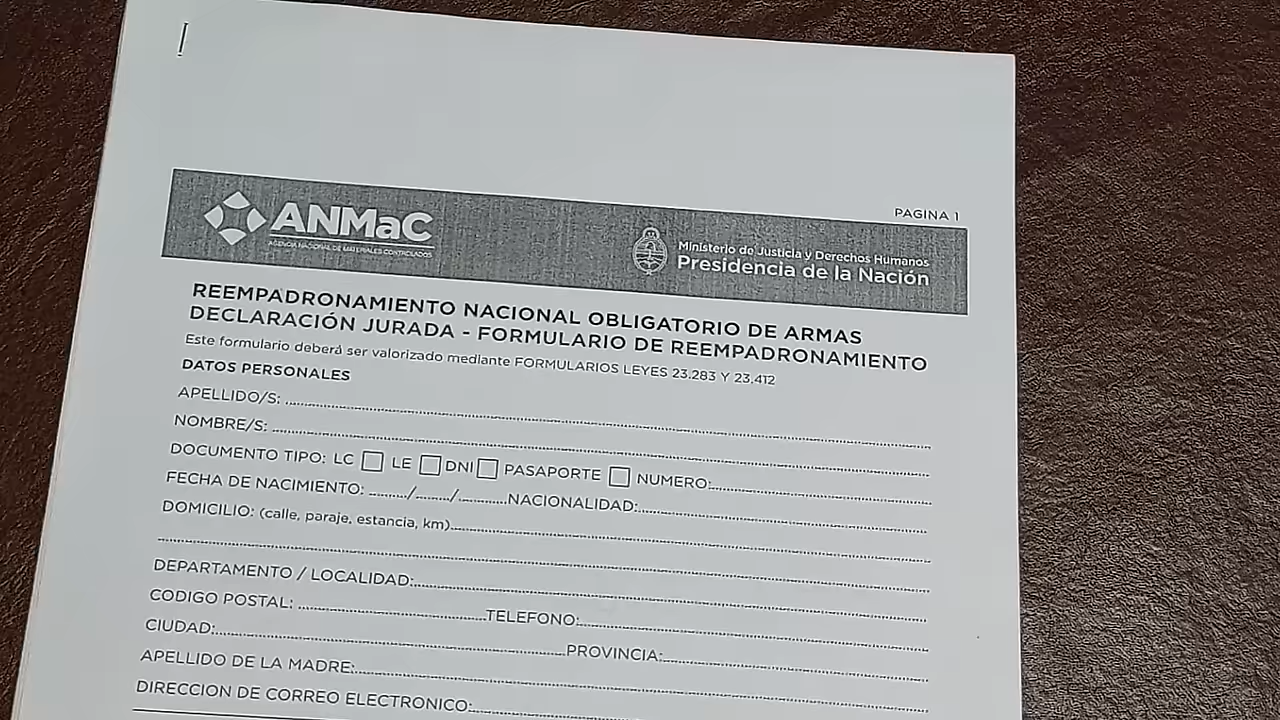 PAGINA 1
ANMaC
AGENCIA NACIONAL DE MATERIALES CONTROLADOS
Ministerio de Justicia y Derechos Humanos
Presidencia de la Nación
REEMPADRONAMIENTO NACIONAL OBLIGATORIO DE ARMAS
DECLARACIÓN JURADA - FORMULARIO DE REEMPADRONAMIENTO
Este formulario deberá ser valorizado mediante FORMULARIOS LEYES 23.283 Y 23.412
DATOS PERSONALES
APELLIDO/S:
NOMBRE/S:
DOCUMENTO TIPO: LC LE DNI PASAPORTE NUMERO:
FECHA DE NACIMIENTO: / / NACIONALIDAD:
DOMICILIO: (calle, paraje, estancia, km)
DEPARTAMENTO / LOCALIDAD:
CODIGO POSTAL: TELEFONO:
CIUDAD: PROVINCIA:
APELLIDO DE LA MADRE:
DIRECCION DE CORREO ELECTRONICO: